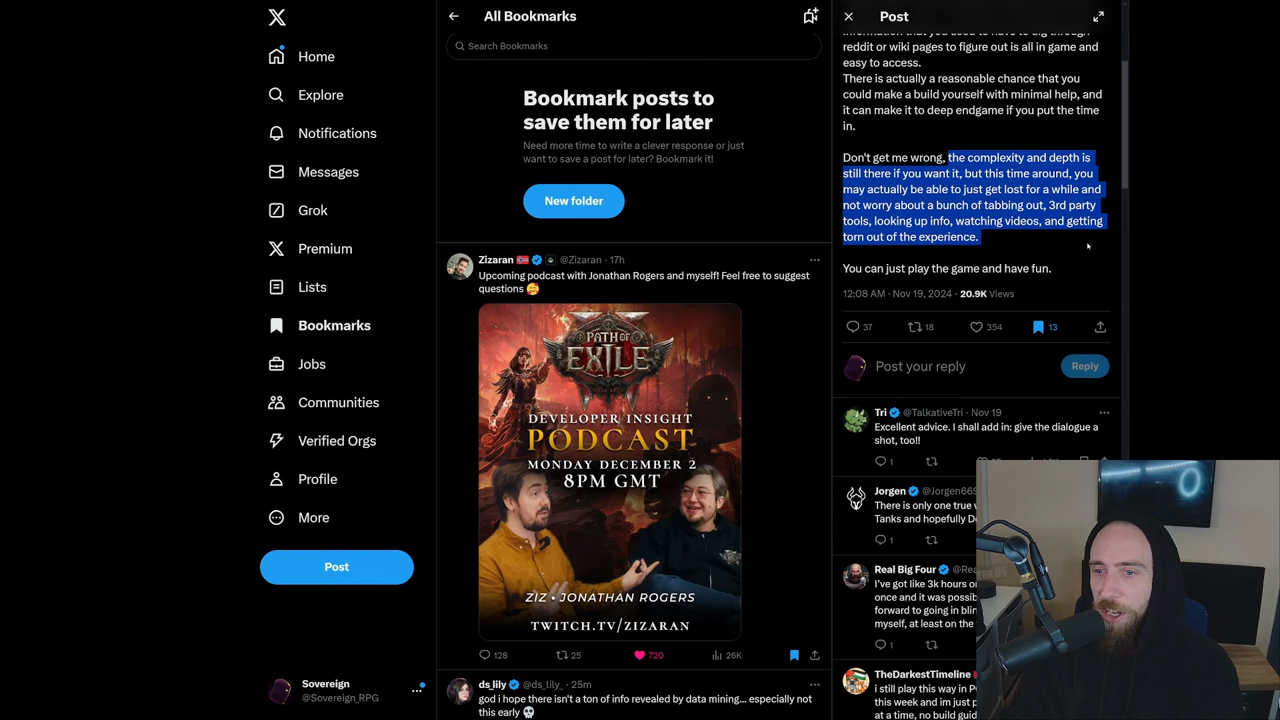 Home
Explore
Notifications
Messages
Grok
Premium
Lists
Bookmarks
Jobs
Communities
Verified Orgs
Profile
More
Post
Sovereign
@Sovereign_RPG
All Bookmarks
Search Bookmarks
Bookmark posts to
save them for later
Need more time to write a clever response or just
want to save a post for later? Bookmark it!
New folder
Zizaran 🇳🇴 @Zizaran · 17h
Upcoming podcast with Jonathan Rogers and myself! Feel free to suggest
questions 🥰
PATH OF
EXILE
DEVELOPER INSIGHT
PODCAST
MONDAY DECEMBER 2
8PM GMT
ZIZ • JONATHAN ROGERS
TWITCH.TV/ZIZARAN
128 25 720 26K
ds_lily @ds_lily_ · 25m
god i hope there isn't a ton of info revealed by data mining... especially not
this early 💀
Post
information that you used to have to dig through
reddit or wiki pages to figure out is all in game and
easy to access.
There is actually a reasonable chance that you
could make a build yourself with minimal help, and
it can make it to deep endgame if you put the time
in.
Don't get me wrong, the complexity and depth is
still there if you want it, but this time around, you
may actually be able to just get lost for a while and
not worry about a bunch of tabbing out, 3rd party
tools, looking up info, watching videos, and getting
torn out of the experience.
You can just play the game and have fun.
12:08 AM · Nov 19, 2024 · 20.9K Views
37 18 354 13
Post your reply
Reply
Tri @TalkativeTri · Nov 19
Excellent advice. I shall add in: give the dialogue a
shot, too!!
1
Jorgen @Jorgen669
There is only one true
Tanks and hopefully
1
Real Big Four
I've got like 3k hours
once and it was
forward to going in
myself, at least on the
1
TheDarkestTimeline
i still play this way in
this week and im just
at a time, no build